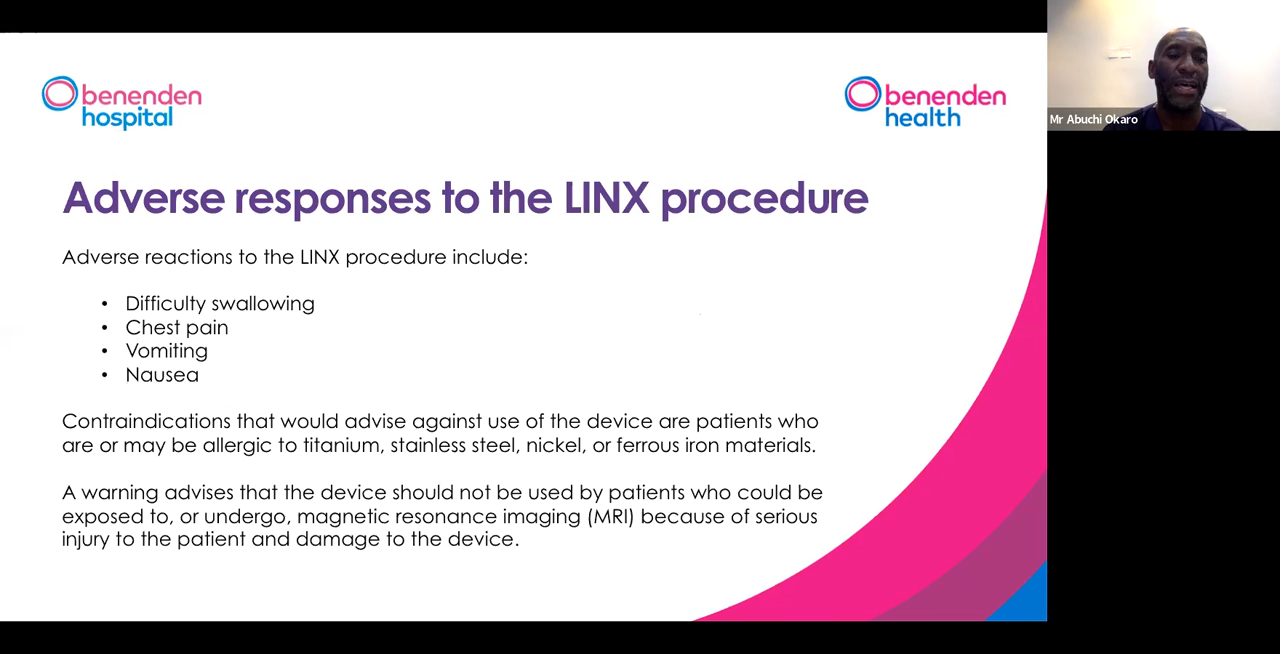 benenden
hospital
benenden
health
Mr Abuchi Okaro
Adverse responses to the LINX procedure
Adverse reactions to the LINX procedure include:
• Difficulty swallowing
• Chest pain
• Vomiting
• Nausea
Contraindications that would advise against use of the device are patients who
are or may be allergic to titanium, stainless steel, nickel, or ferrous iron materials.
A warning advises that the device should not be used by patients who could be
exposed to, or undergo, magnetic resonance imaging (MRI) because of serious
injury to the patient and damage to the device.